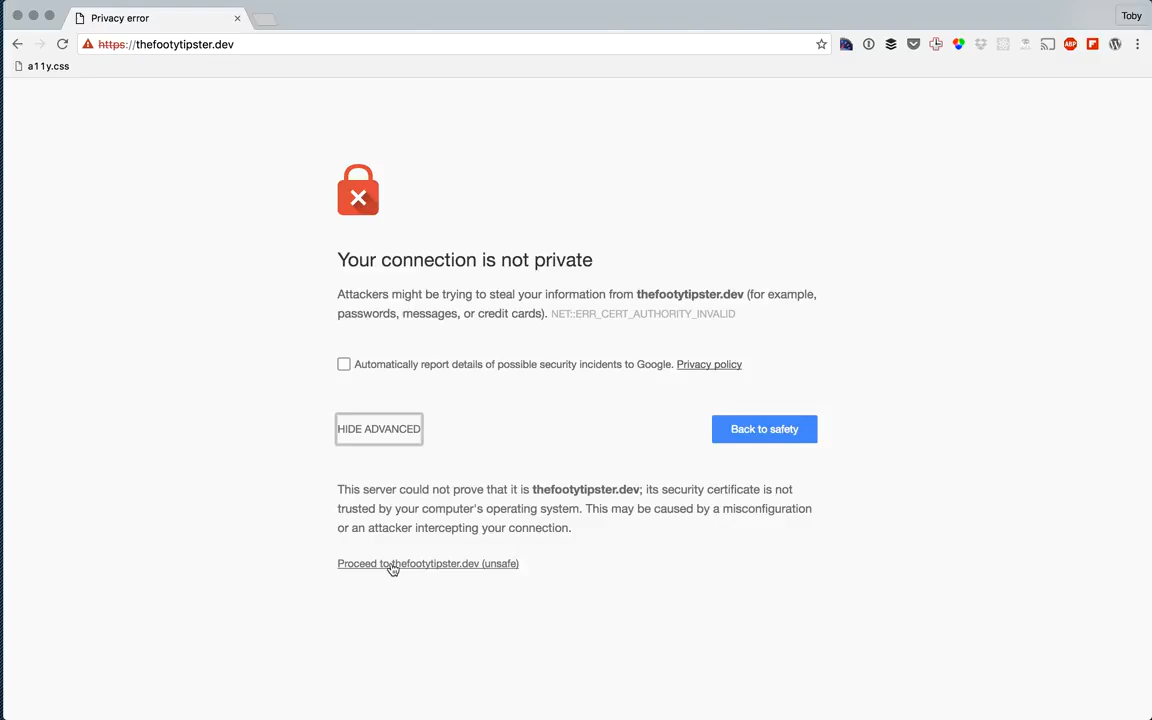 Privacy error
Toby
https://thefootytipster.dev
ABP
a11y.css
Your connection is not private
Attackers might be trying to steal your information from thefootytipster.dev (for example,
passwords, messages, or credit cards). NET::ERR_CERT_AUTHORITY_INVALID
Automatically report details of possible security incidents to Google. Privacy policy
HIDE ADVANCED
Back to safety
This server could not prove that it is thefootytipster.dev; its security certificate is not
trusted by your computer's operating system. This may be caused by a misconfiguration
or an attacker intercepting your connection.
Proceed to thefootytipster.dev (unsafe)